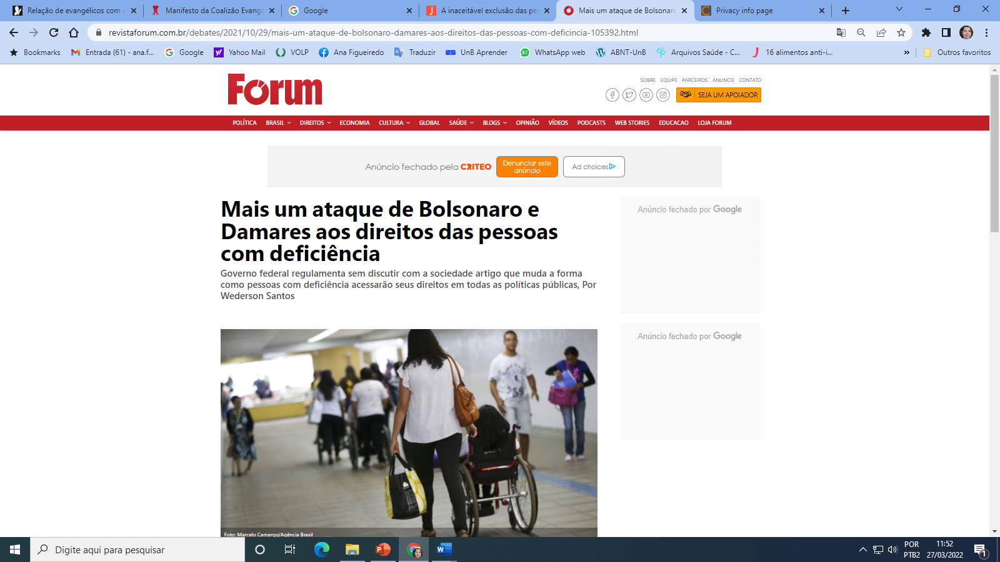 Relação de evangélicos com
Manifesto da Coalizão Evang
Google
A inaceitável exclusão das pe
Mais um ataque de Bolsonaro
Privacy info page
revistaforum.com.br/debates/2021/10/29/mais-um-ataque-de-bolsonaro-damares-aos-direitos-das-pessoas-com-deficincia-105392.html
Bookmarks
Entrada (61) - ana.f...
Google
Yahoo Mail
VOLP
Ana Figueiredo
Traduzir
UnB Aprender
87
WhatsApp web
ABNT-UnB
Arquivos Saúde - C...
16 alimentos anti-i...
»
Outros favoritos
Fórum
SOBRE EQUIPE PARCEIROS ANUNCIE CONTATO
SEJA UM APOIADOR
POLÍTICA BRASIL DIREITOS ECONOMIA CULTURA GLOBAL SAÚDE BLOGS OPINIÃO VÍDEOS PODCASTS WEB STORIES EDUCACAO LOJA FORUM
Anúncio fechado pela CRITEO
Denunciar este
anúncio
Ad choices
Mais um ataque de Bolsonaro e
Damares aos direitos das pessoas
com deficiência
Governo federal regulamenta sem discutir com a sociedade artigo que muda a forma
como pessoas com deficiência acessarão seus direitos em todas as políticas públicas, Por
Wederson Santos
Anúncio fechado por Google
Anúncio fechado por Google
Foto: Marcelo Camargo/Agência Brasil
Digite aqui para pesquisar
POR
PTB2
11:52
27/03/2022
1